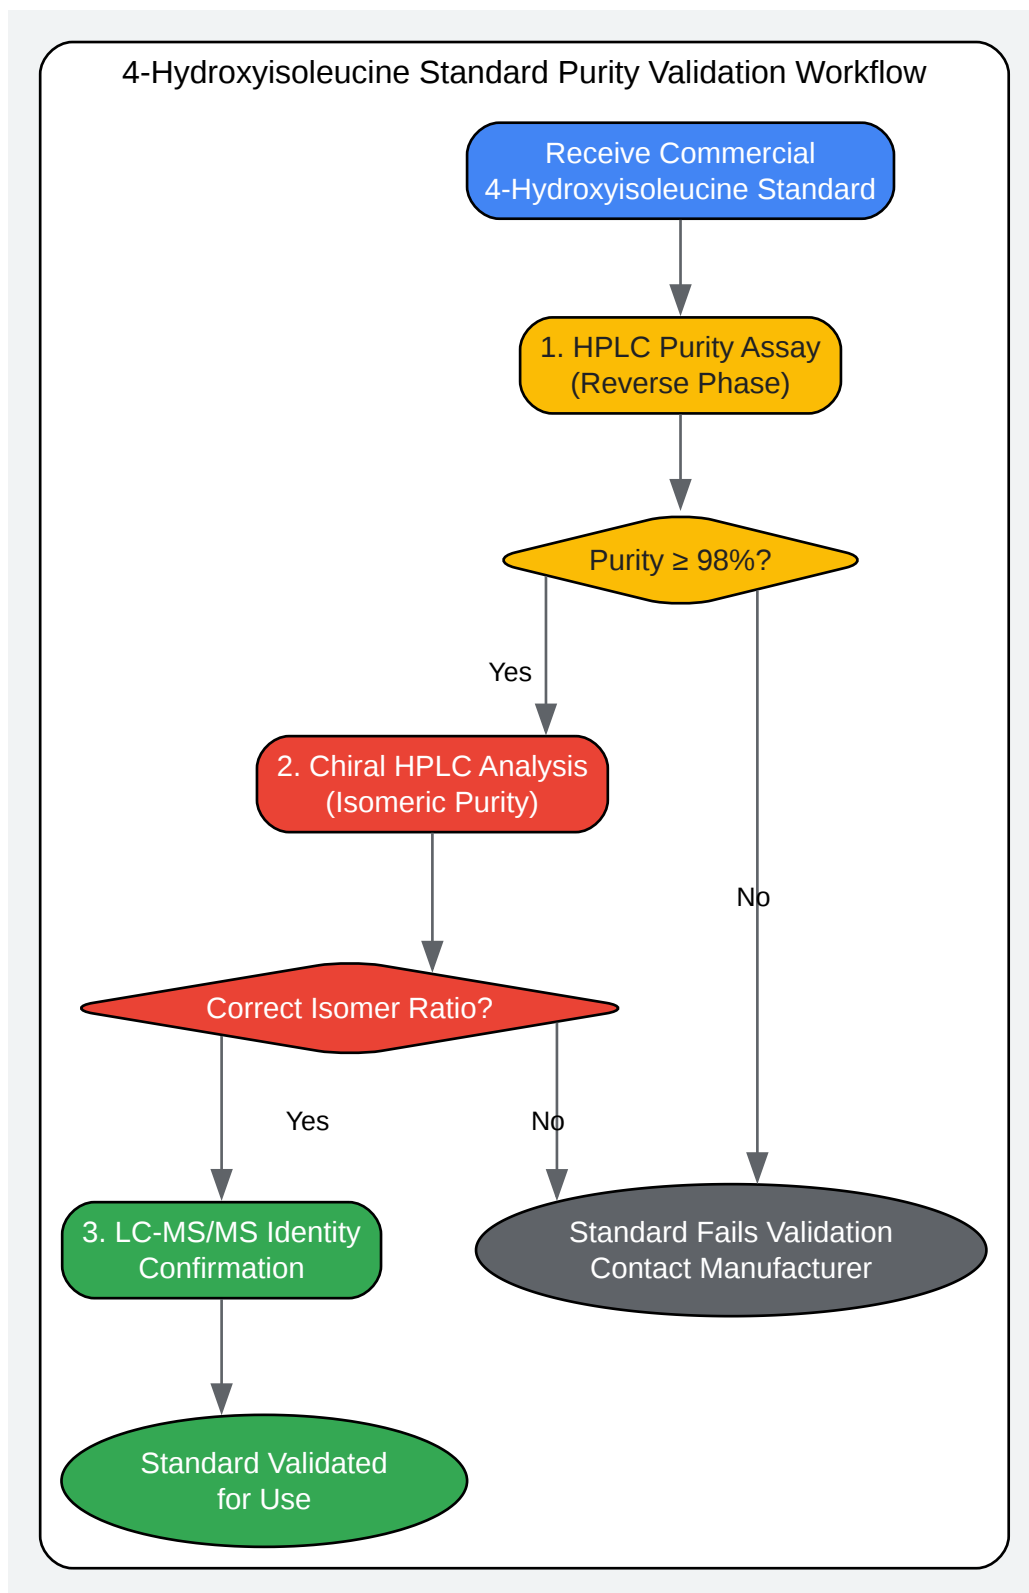 4-Hydroxyisoleucine Standard Purity Validation Workflow
Receive Commercial
4-Hydroxyisoleucine Standard
1. HPLC Purity Assay
(Reverse Phase)
Purity ≥ 98%?
Yes
2. Chiral HPLC Analysis
(Isomeric Purity)
No
Correct Isomer Ratio?
Yes
No
3. LC-MS/MS Identity
Confirmation
Standard Fails Validation
Contact Manufacturer
Standard Validated
for Use